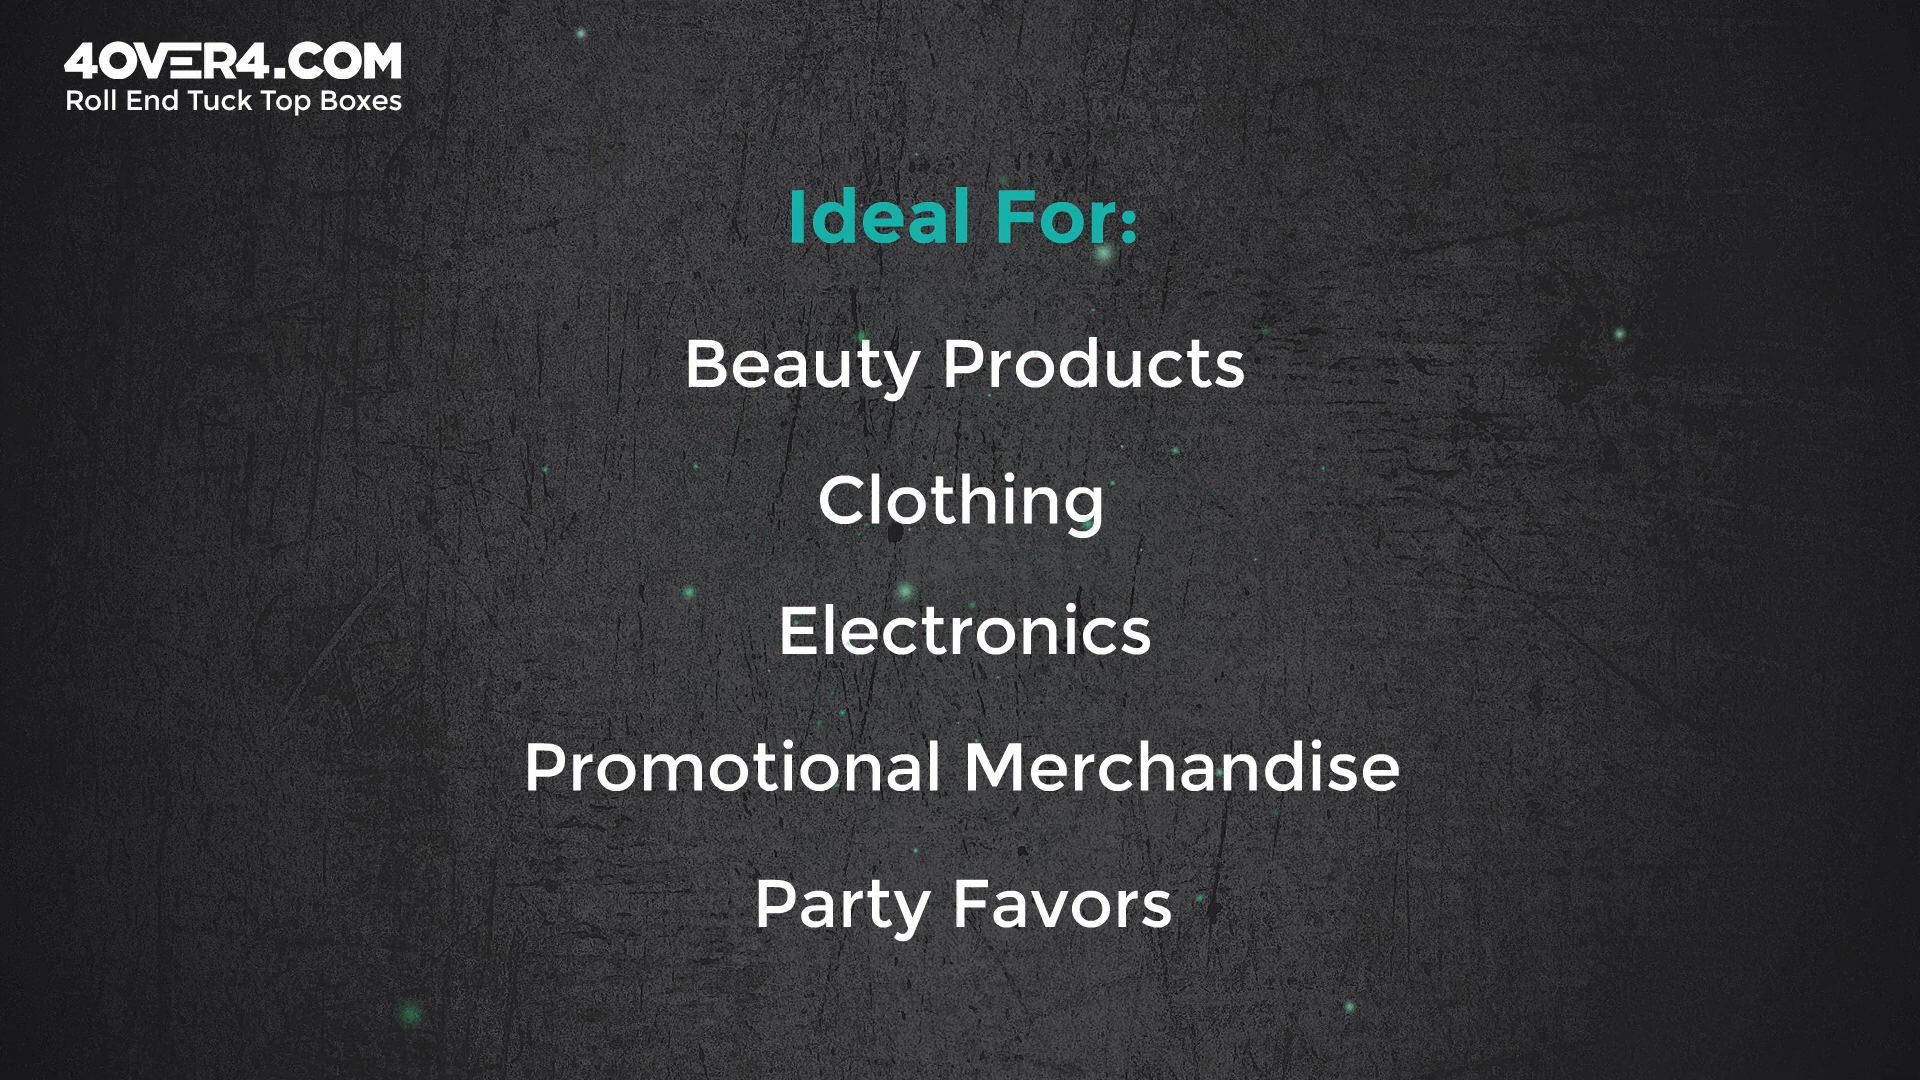 4OVER4.COM
Roll End Tuck Top Boxes
Ideal For:
Beauty Products
Clothing
Electronics
Promotional Merchandise
Party Favors